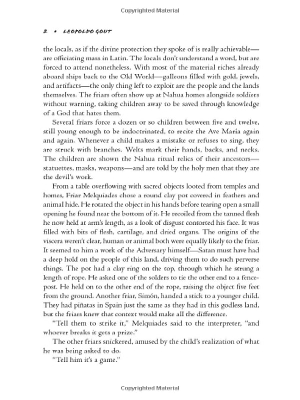 Copyrighted Material
2 • LEOPOLDO GOUT
the locals, as if the divine protection they spoke of is really achievable—
are officiating mass in Latin. The locals don't understand a word, but are
forced to attend nonetheless. With most of the material riches already
aboard ships back to the Old World—galleons filled with gold, jewels,
and artifacts—the only thing left to exploit are the people and the lands
themselves. The friars often show up at Nahua homes alongside soldiers
without warning, taking children away to be saved through knowledge
of a God that hates them.
Several friars force a dozen or so children between five and twelve,
still young enough to be indoctrinated, to recite the Ave Maria again
and again. Whenever a child makes a mistake or refuses to sing, they
are struck with branches. Welts mark their hands, backs, and necks.
The children are shown the Nahua ritual relics of their ancestors—
statuettes, masks, weapons—and are told by the holy men that they are
the devil's work.
From a table overflowing with sacred objects looted from temples and
homes, Friar Melquiades chose a round clay pot covered in feathers and
animal hide. He rotated the object in his hands before tearing open a small
opening he found near the bottom of it. He recoiled from the tanned flesh
he now held at arm's length, as a look of disgust contorted his face. It was
filled with bits of flesh, cartilage, and dried organs. The origins of the
viscera weren't clear, human or animal both were equally likely to the friar.
It seemed to him a work of the Adversary himself—Satan must have had
a deep hold on the people of this land, driving them to do such perverse
things. The pot had a clay ring on the top, through which he strung a
length of rope. He asked one of the soldiers to tie the other end to a fence-
post. He held on to the other end of the rope, raising the object five feet
from the ground. Another friar, Simón, handed a stick to a younger child.
They had piñatas in Spain just the same as they had in this godless land,
but the friars knew that context would make all the difference.
"Tell them to strike it," Melquiades said to the interpreter, "and
whoever breaks it gets a prize."
The other friars snickered, amused by the child's realization of what
he was being asked to do.
"Tell him it's a game."
Copyrighted Material